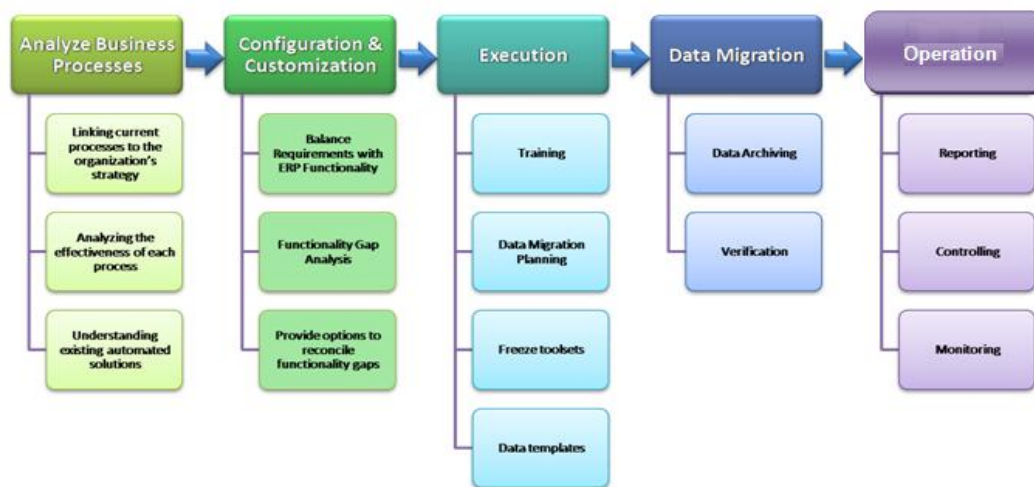 Analyze Business
Processes
Configuration &
Customization
Execution
Data Migration
Operation
Linking current
processes to the
organization's
strategy
Analyzing the
effectiveness of each
process
Understanding
existing automated
solutions
Balance
Requirements with
ERP Functionality
Functionality Gap
Analysis
Provide options to
reconcile
functionality gaps
Training
Data Migration
Planning
Freeze toolsets
Data templates
Data Archiving
Verification
Reporting
Controlling
Monitoring